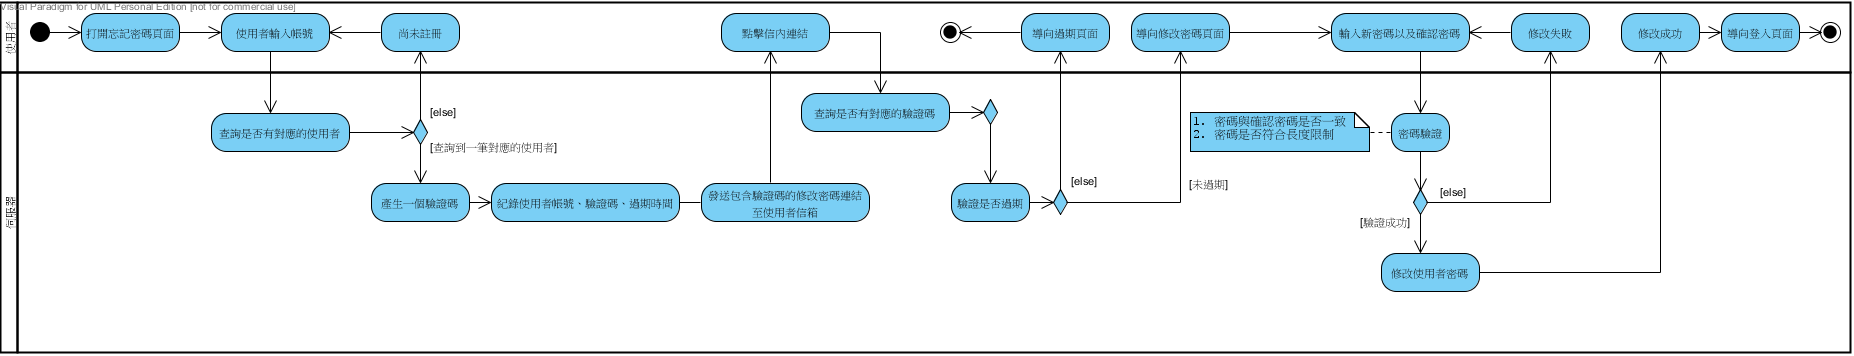 Visual Paradigm for UML Personal Edition [not for commercial use]
使用者
打開忘記密碼頁面
使用者輸入帳號
尚未註冊
點擊信內連結
導向過期頁面
導向修改密碼頁面
輸入新密碼以及確認密碼
修改失敗
修改成功
導向登入頁面
伺服器
查詢是否有對應的使用者
[else]
[查詢到一筆對應的使用者]
產生一個驗證碼
紀錄使用者帳號、驗證碼、過期時間
發送包含驗證碼的修改密碼連結
至使用者信箱
查詢是否有對應的驗證碼
驗證是否過期
[else]
[未過期]
1. 密碼與確認密碼是否一致
2. 密碼是否符合長度限制
密碼驗證
[else]
[驗證成功]
修改使用者密碼